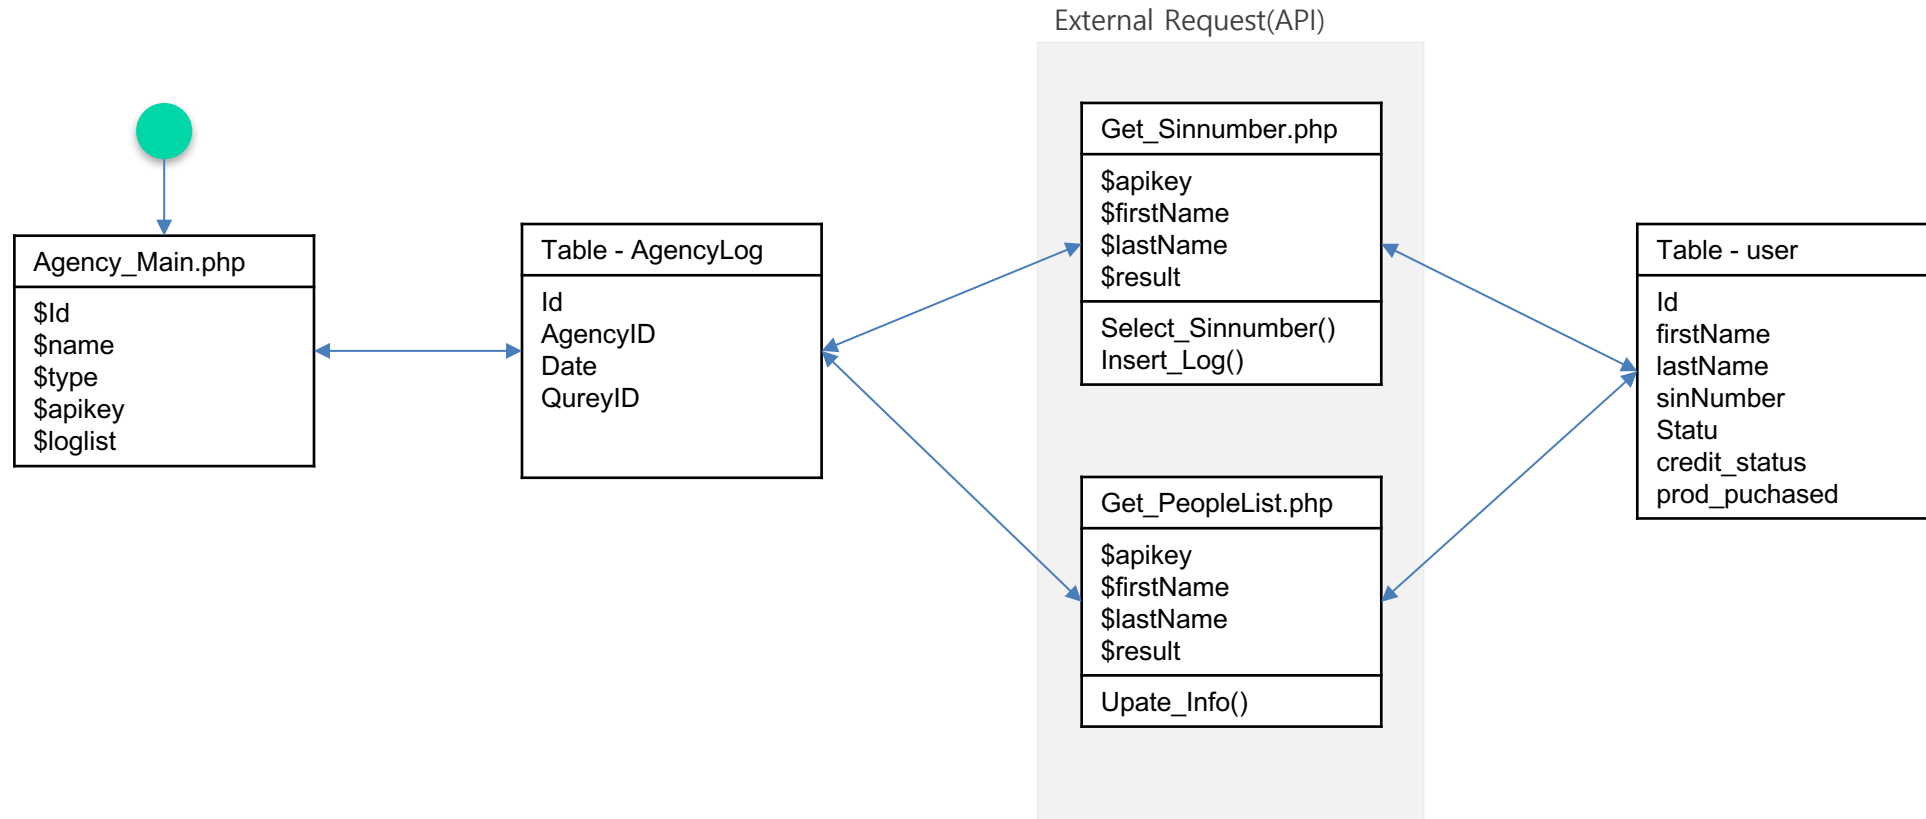 External Request(API)
Agency_Main.php
$Id
$name
$type
$apikey
$loglist
Table - AgencyLog
Id
AgencyID
Date
QureyID
Get_Sinnumber.php
$apikey
$firstName
$lastName
$result
Select_Sinnumber()
Insert_Log()
Get_PeopleList.php
$apikey
$firstName
$lastName
$result
Upate_Info()
Table - user
Id
firstName
lastName
sinNumber
Statu
credit_status
prod_puchased